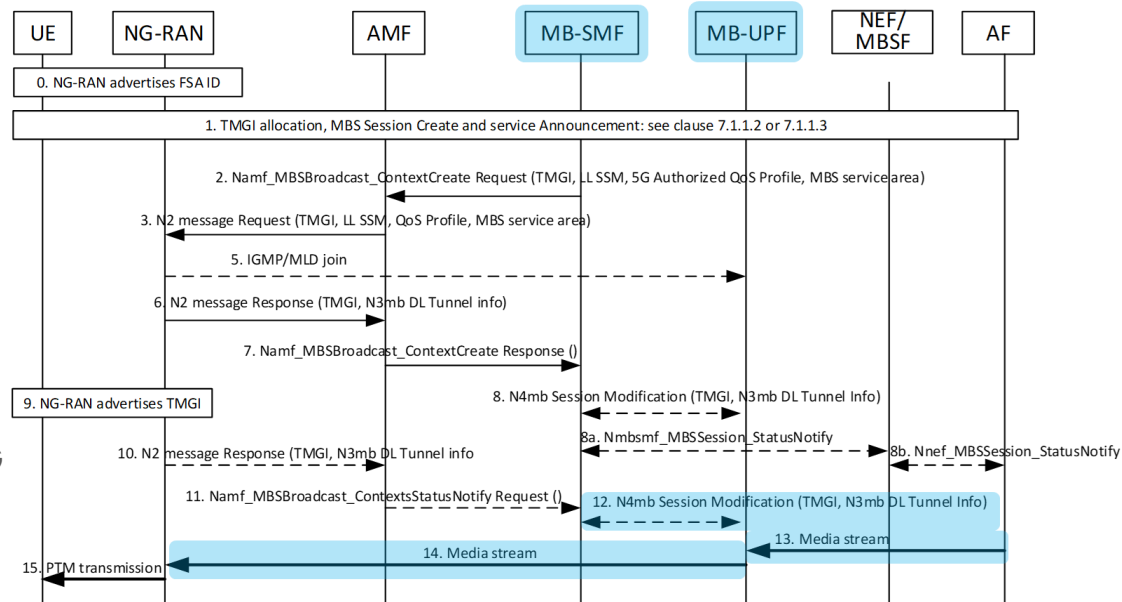 UE
NG-RAN
AMF
MB-SMF
MB-UPF
NEF/
MBSF
AF
0. NG-RAN advertises FSA ID
1. TMGI allocation, MBS Session Create and service Announcement: see clause 7.1.1.2 or 7.1.1.3
2. Namf_MBSBroadcast_ContextCreate Request (TMGI, LL SSM, 5G Authorized QoS Profile, MBS service area)
3. N2 message Request (TMGI, LL SSM, QoS Profile, MBS service area)
5. IGMP/MLD join
6. N2 message Response (TMGI, N3mb DL Tunnel info)
7. Namf_MBSBroadcast_ContextCreate Response ()
8. N4mb Session Modification (TMGI, N3mb DL Tunnel Info)
9. NG-RAN advertises TMGI
8a. Nmbsmf_MBSSession_StatusNotify
8b. Nnef_MBSSession_StatusNotify
10. N2 message Response (TMGI, N3mb DL Tunnel info
11. Namf_MBSBroadcast_ContextsStatusNotify Request ()
12. N4mb Session Modification (TMGI, N3mb DL Tunnel Info)
13. Media stream
14. Media stream
15. PTM transmission